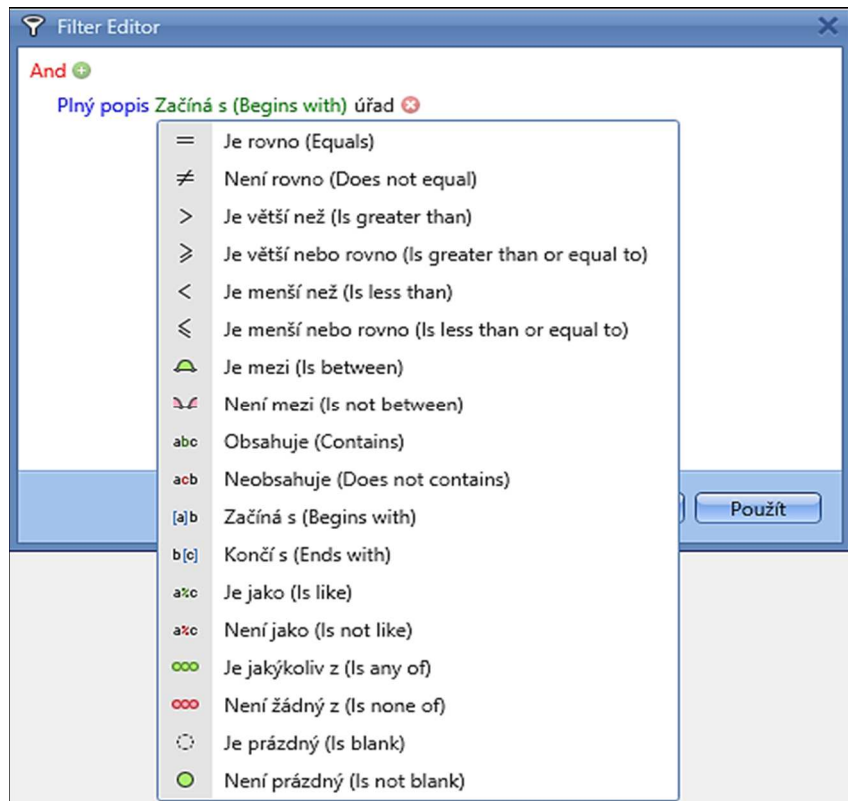 Filter Editor
And
Plný popis Začíná s (Begins with) úřad
= Je rovno (Equals)
≠ Není rovno (Does not equal)
> Je větší než (Is greater than)
⩾ Je větší nebo rovno (Is greater than or equal to)
< Je menší než (Is less than)
⩽ Je menší nebo rovno (Is less than or equal to)
Je mezi (Is between)
Není mezi (Is not between)
abc Obsahuje (Contains)
acb Neobsahuje (Does not contains)
[a]b Začíná s (Begins with)
Použít
b[c] Končí s (Ends with)
a%c Je jako (Is like)
a%c Není jako (Is not like)
Je jakýkoliv z (Is any of)
Není žádný z (Is none of)
Je prázdný (Is blank)
Není prázdný (Is not blank)